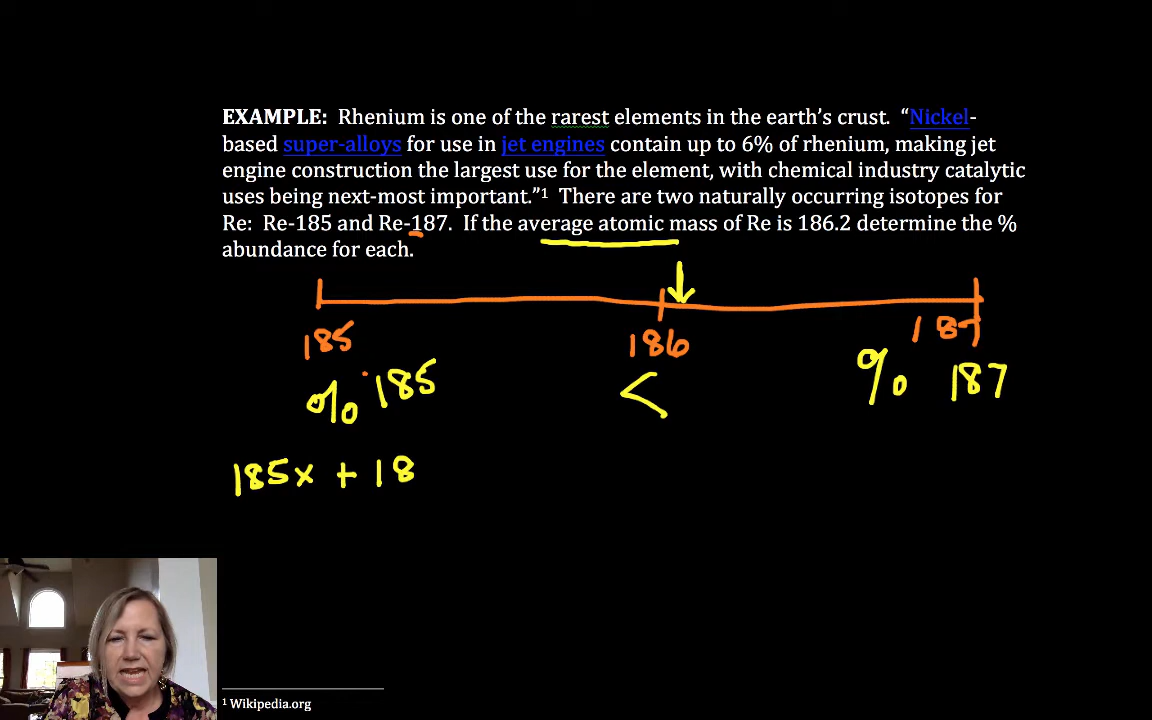 EXAMPLE: Rhenium is one of the rarest elements in the earth's crust. "Nickel-
based super-alloys for use in jet engines contain up to 6% of rhenium, making jet
engine construction the largest use for the element, with chemical industry catalytic
uses being next-most important."¹ There are two naturally occurring isotopes for
Re: Re-185 and Re-187. If the average atomic mass of Re is 186.2 determine the %
abundance for each.
185 186 187
% 185 < % 187
185x + 18
¹ Wikipedia.org